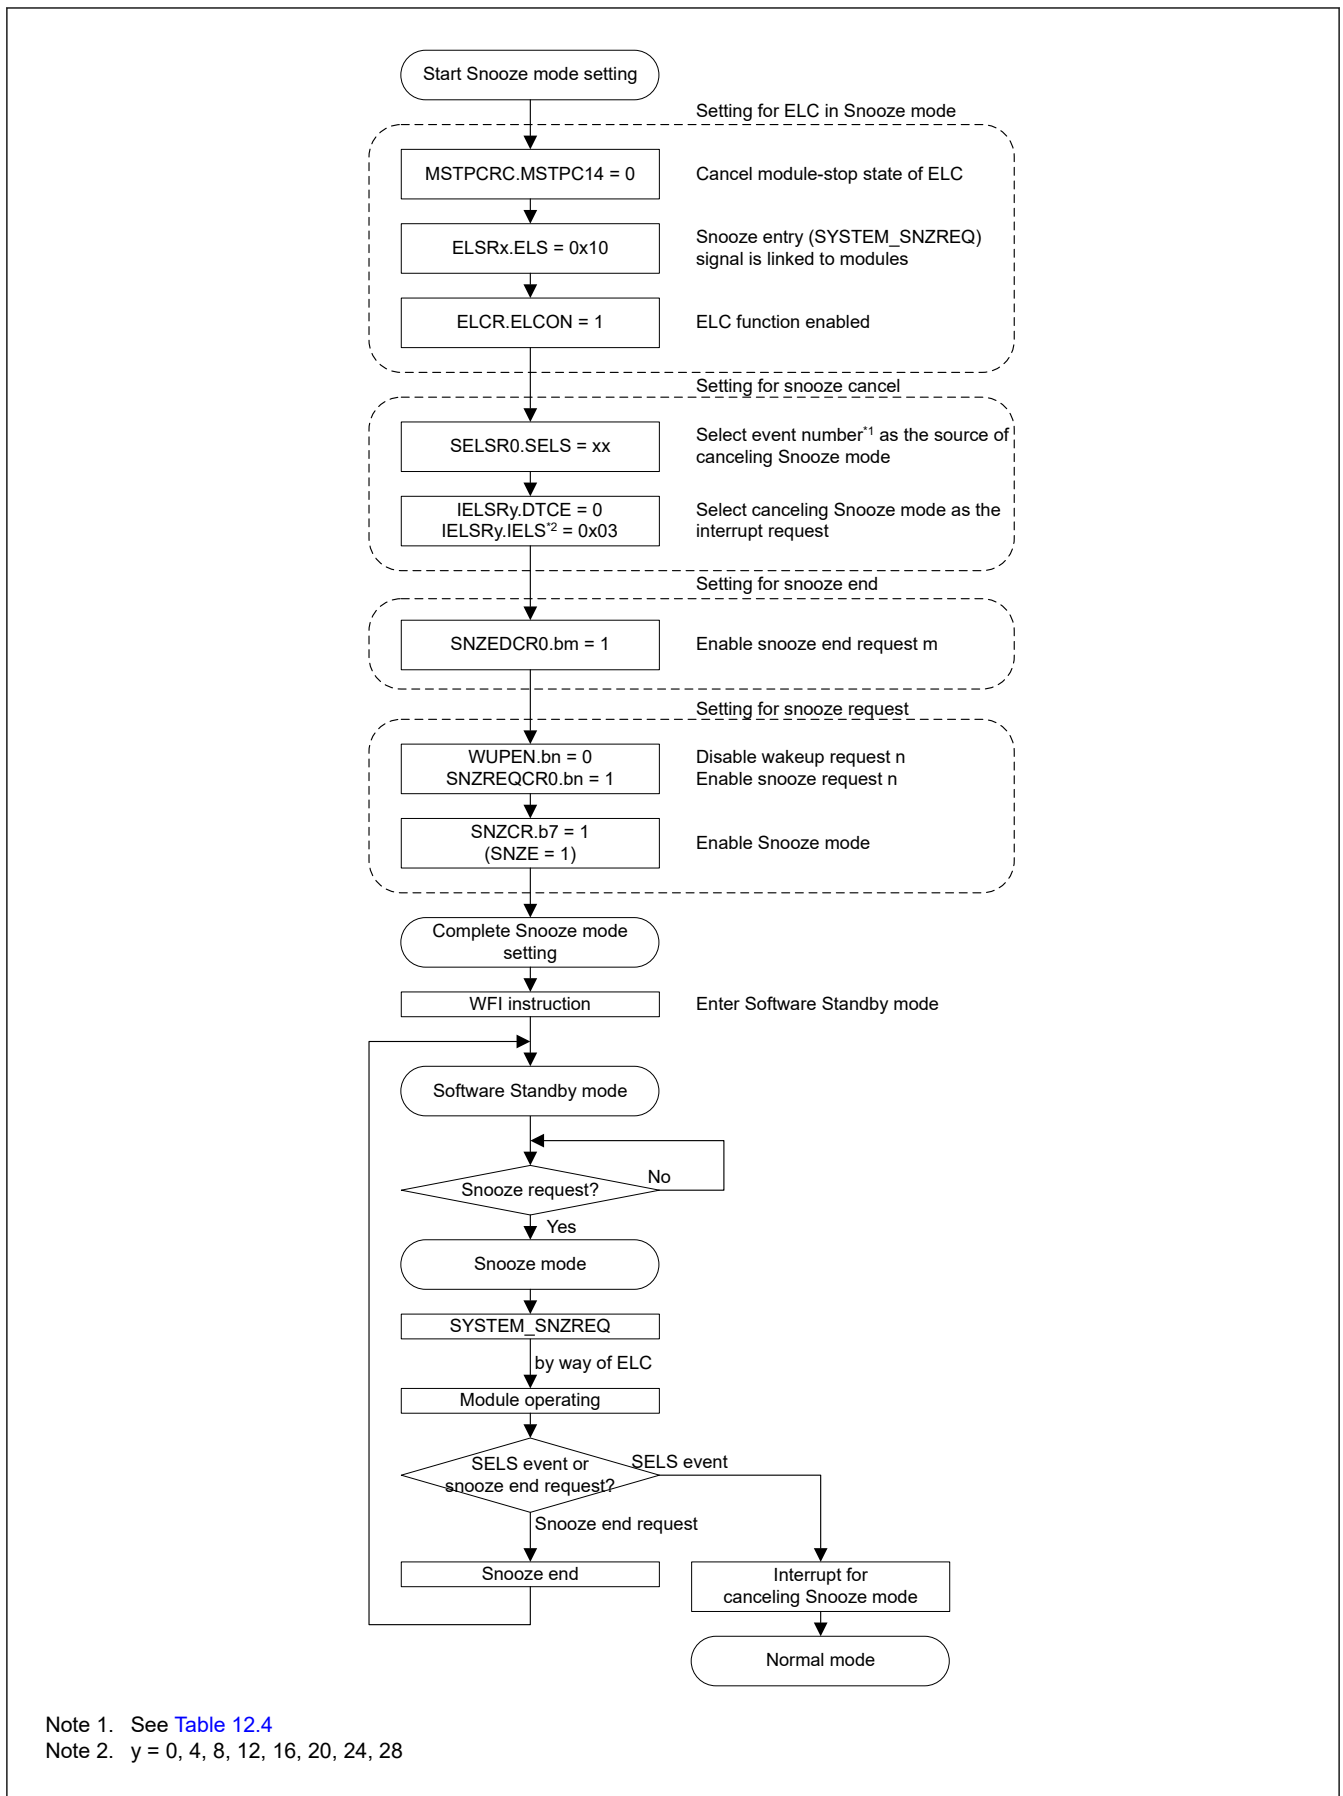 Start Snooze mode setting
Setting for ELC in Snooze mode
MSTPCRC.MSTPC14 = 0
Cancel module-stop state of ELC
ELSRx.ELS = 0x10
Snooze entry (SYSTEM_SNZREQ)
signal is linked to modules
ELCR.ELCON = 1
ELC function enabled
Setting for snooze cancel
SELSR0.SELS = xx
Select event number*1 as the source of
canceling Snooze mode
IELSRy.DTCE = 0
IELSRy.IELS*2 = 0x03
Select canceling Snooze mode as the
interrupt request
Setting for snooze end
SNZEDCR0.bm = 1
Enable snooze end request m
Setting for snooze request
WUPEN.bn = 0
SNZREQCR0.bn = 1
Disable wakeup request n
Enable snooze request n
SNZCR.b7 = 1
(SNZE = 1)
Enable Snooze mode
Complete Snooze mode
setting
WFI instruction
Enter Software Standby mode
Software Standby mode
Snooze request?
No
Yes
Snooze mode
SYSTEM_SNZREQ
by way of ELC
Module operating
SELS event or
snooze end request?
SELS event
Snooze end request
Snooze end
Interrupt for
canceling Snooze mode
Normal mode
Note 1. See Table 12.4
Note 2. y = 0, 4, 8, 12, 16, 20, 24, 28